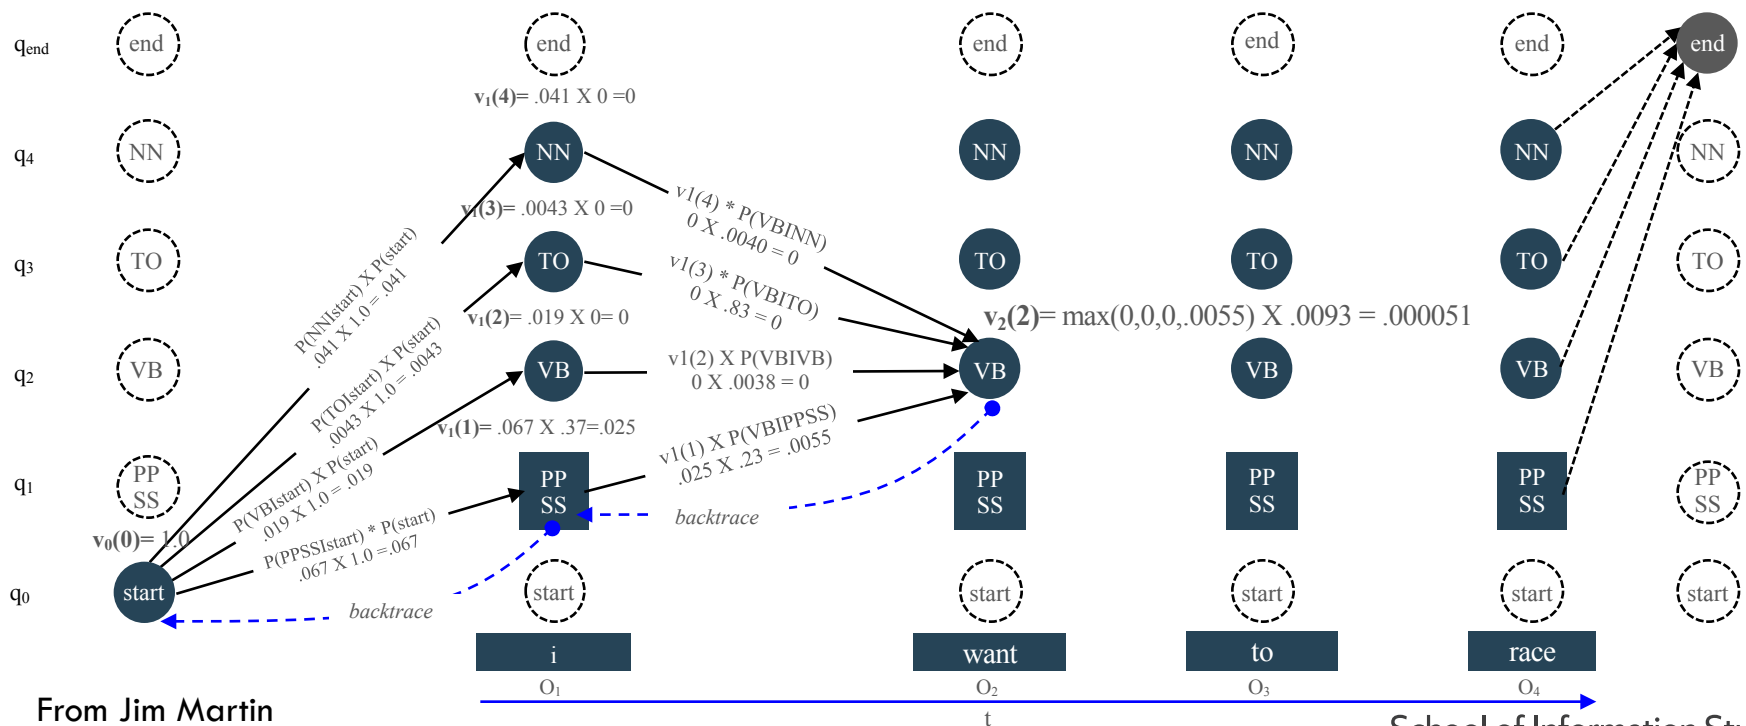 q_end end end end end end end
v₁(4)= .041 X 0 =0
q₄ NN NN NN NN NN NN
P(NNIstart) X P(start)
.041 X 1.0 = .041
v1(4) * P(VBINN)
0 X .0040 = 0
v₁(3)= .0043 X 0 =0
q₃ TO TO TO TO TO TO
P(TOIstart) X P(start)
.0043 X 1.0 = .0043
v1(3) * P(VBITO)
0 X .83 = 0
v₁(2)= .019 X 0= 0
v₂(2)= max(0,0,0,.0055) X .0093 = .000051
q₂ VB VB VB VB VB VB
P(VBIstart) X P(start)
.019 X 1.0 = .019
v1(2) X P(VBIVB)
0 X .0038 = 0
v₁(1)= .067 X .37=.025
v1(1) X P(VBIPPSS)
.025 X .23 = .0055
q₁ PP PP PP PP PP PP
SS SS SS SS SS SS
P(PPSSIstart) * P(start)
.067 X 1.0 =.067
backtrace
v₀(0)= 1.0
q₀ start start start start start start
backtrace
i want to race
O₁ O₂ O₃ O₄
t
From Jim Martin
School of Information